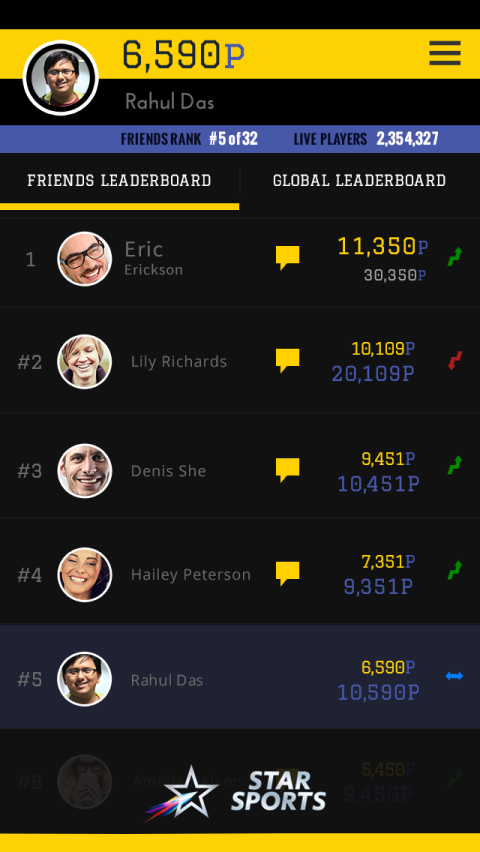 6,590P
Rahul Das
FRIENDS RANK #5 of 32 LIVE PLAYERS 2,354,327
FRIENDS LEADERBOARD GLOBAL LEADERBOARD
1 Eric Erickson 11,350P
30,350P
#2 Lily Richards 10,109P
20,109P
#3 Denis She 9,451P
10,451P
#4 Hailey Peterson 7,351P
9,351P
#5 Rahul Das 6,590P
10,590P
#6 5,450P
9,450P
STAR
SPORTS